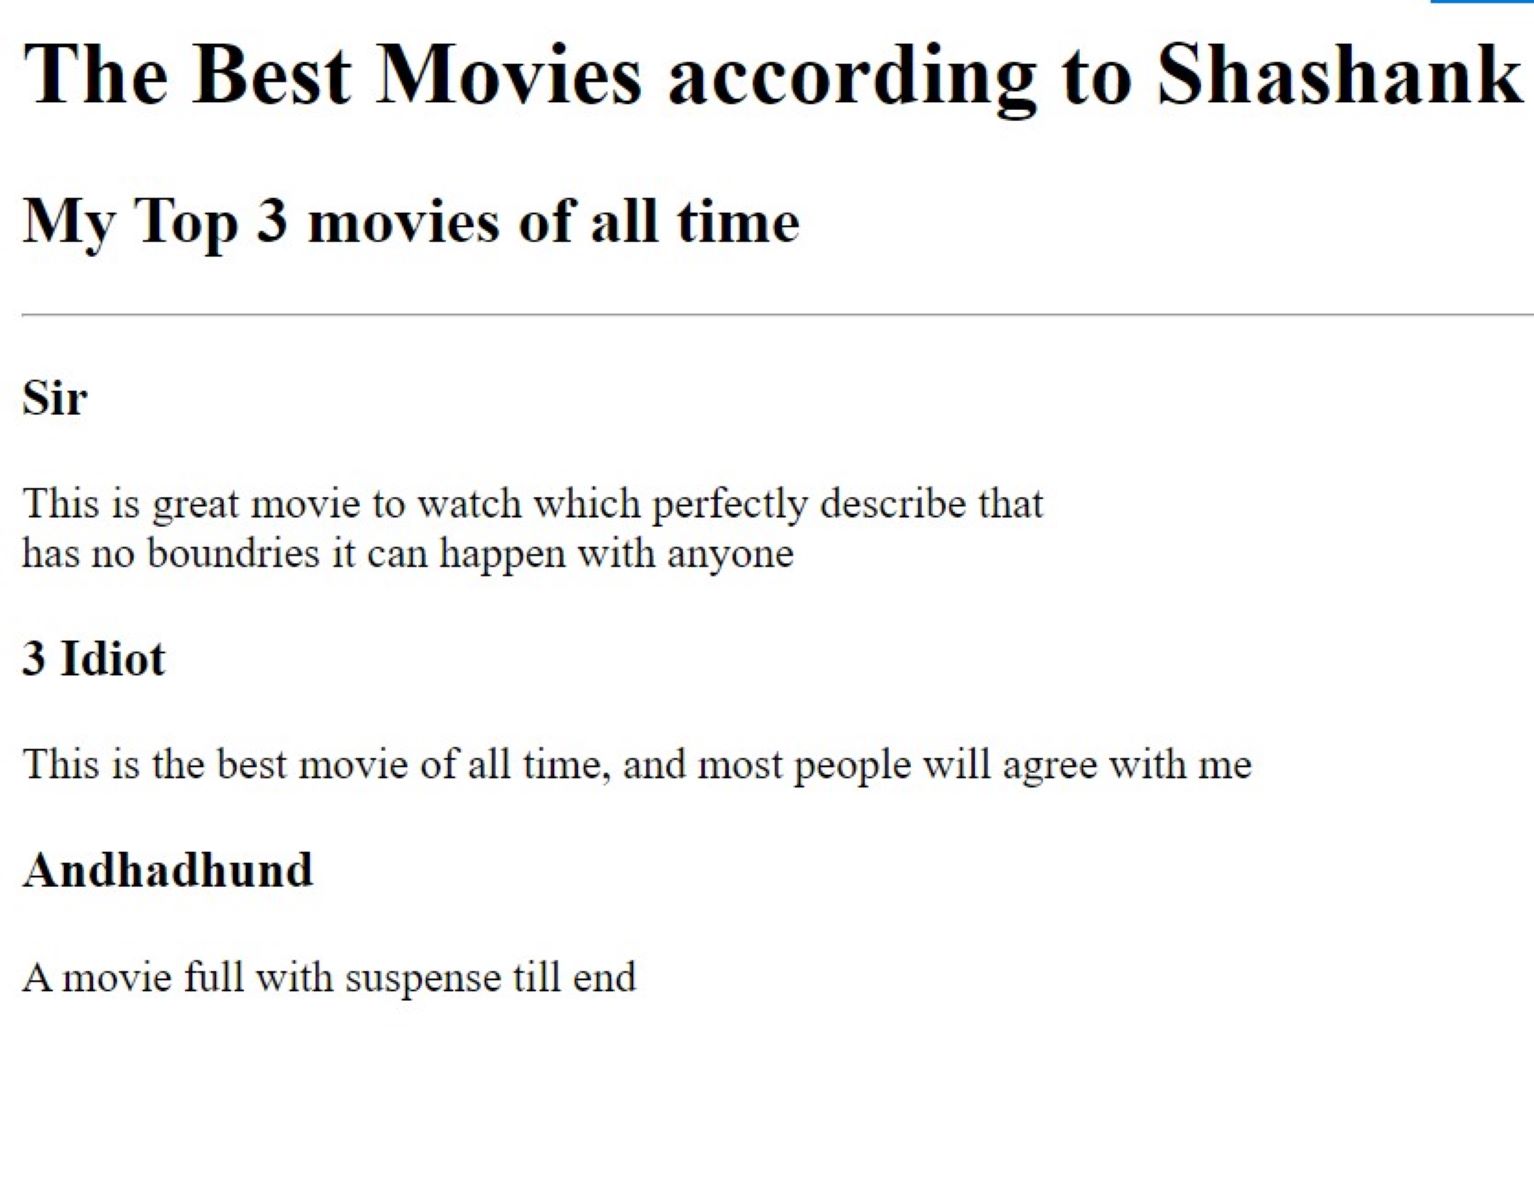 The Best Movies according to Shashank
My Top 3 movies of all time
Sir
This is great movie to watch which perfectly describe that
has no boundries it can happen with anyone
3 Idiot
This is the best movie of all time, and most people will agree with me
Andhadhund
A movie full with suspense till end